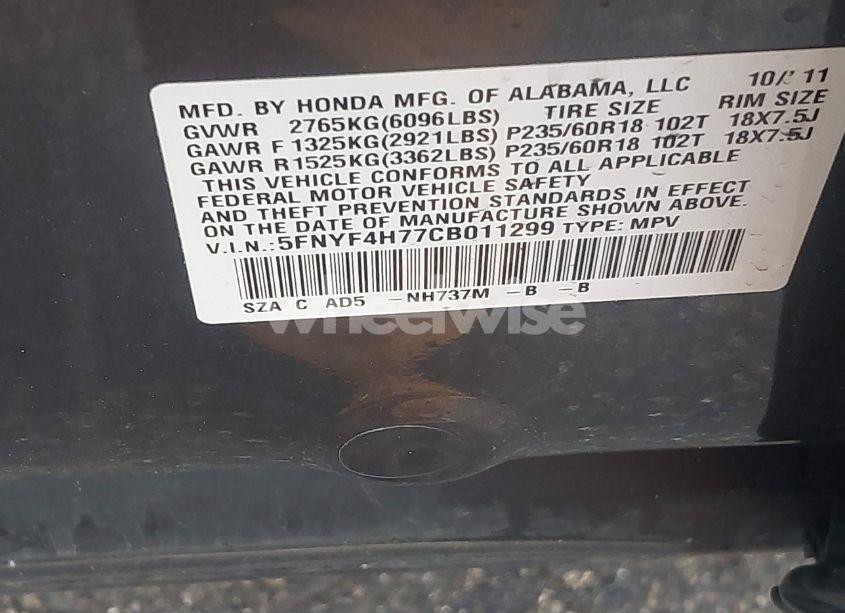 MFD. BY HONDA MFG. OF ALABAMA, LLC 10/'11
GVWR 2765KG(6096LBS) TIRE SIZE RIM SIZE
GAWR F 1325KG(2921LBS) P235/60R18 102T 18X7.5J
GAWR R1525KG(3362LBS) P235/60R18 102T 18X7.5J
THIS VEHICLE CONFORMS TO ALL APPLICABLE
FEDERAL MOTOR VEHICLE SAFETY
AND THEFT PREVENTION STANDARDS IN EFFECT
ON THE DATE OF MANUFACTURE SHOWN ABOVE.
V.I.N.:5FNYF4H77CB011299 TYPE: MPV
SZA C AD5 -NH737M -B -B
wheelwise